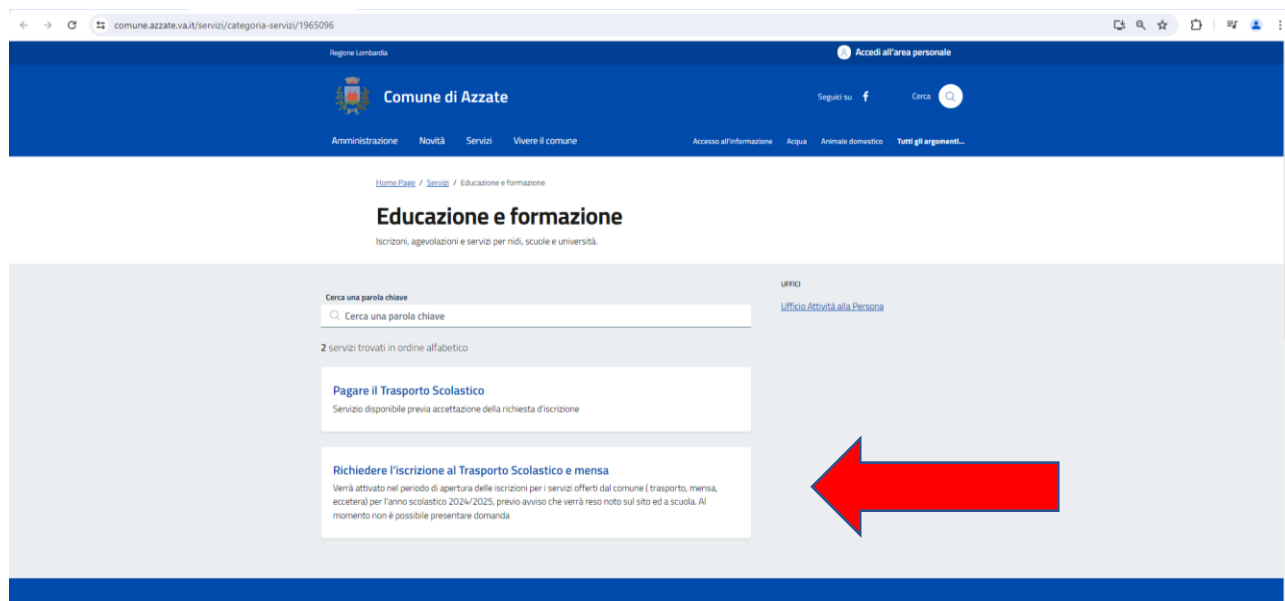 comune.azzate.va.it/servizi/categoria-servizi/1965096
Regione Lombardia
Accedi all'area personale
Comune di Azzate
Seguici su
Cerca
Amministrazione Novità Servizi Vivere il comune
Accesso all'informazione Acqua Animale domestico Tutti gli argomenti...
Home Page / Servizi / Educazione e formazione
Educazione e formazione
Iscrizoni, agevolazioni e servizi per nidi, scuole e università.
UFFICI
Ufficio Attività alla Persona
Cerca una parola chiave
Cerca una parola chiave
2 servizi trovati in ordine alfabetico
Pagare il Trasporto Scolastico
Servizio disponibile previa accettazione della richiesta d'iscrizione
Richiedere l'iscrizione al Trasporto Scolastico e mensa
Verrà attivato nel periodo di apertura delle iscrizioni per i servizi offerti dal comune ( trasporto, mensa,
eccetera) per l'anno scolastico 2024/2025, previo avviso che verrà reso noto sul sito ed a scuola. Al
momento non è possibile presentare domanda